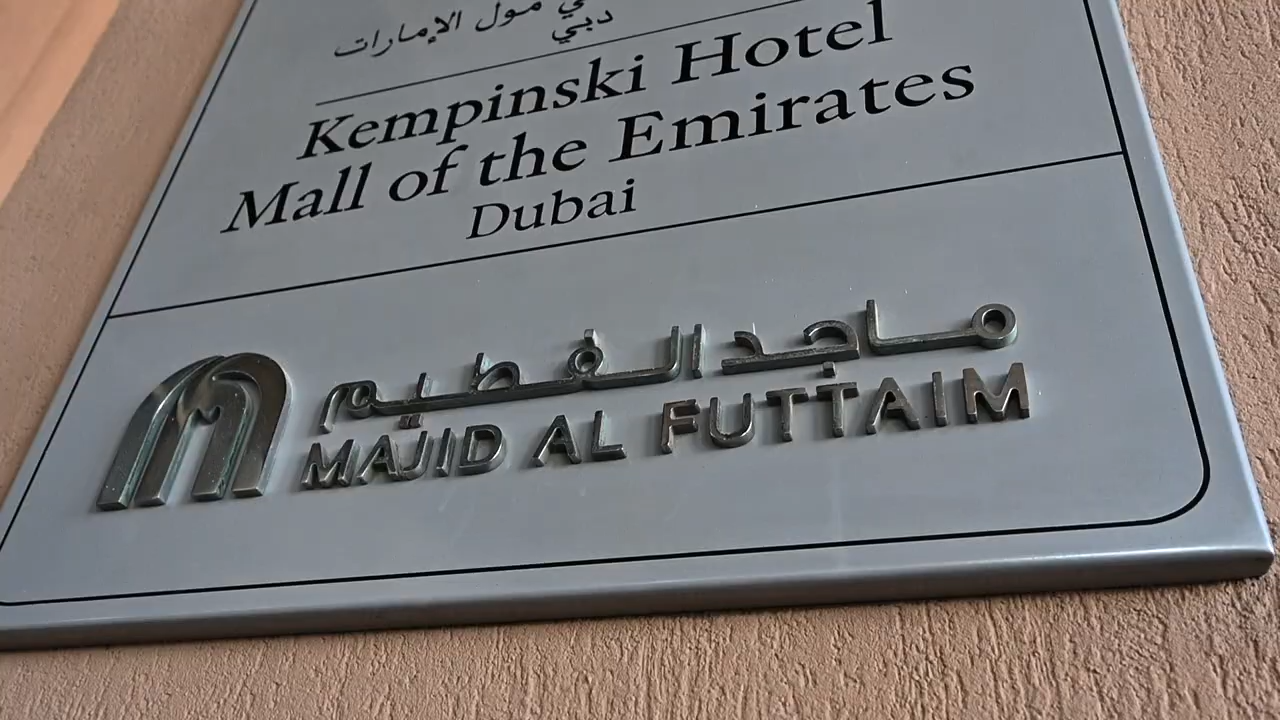 مول الإمارات
دبي
Kempinski Hotel
Mall of the Emirates
Dubai
ماجد الفطيم
MAJID AL FUTTAIM